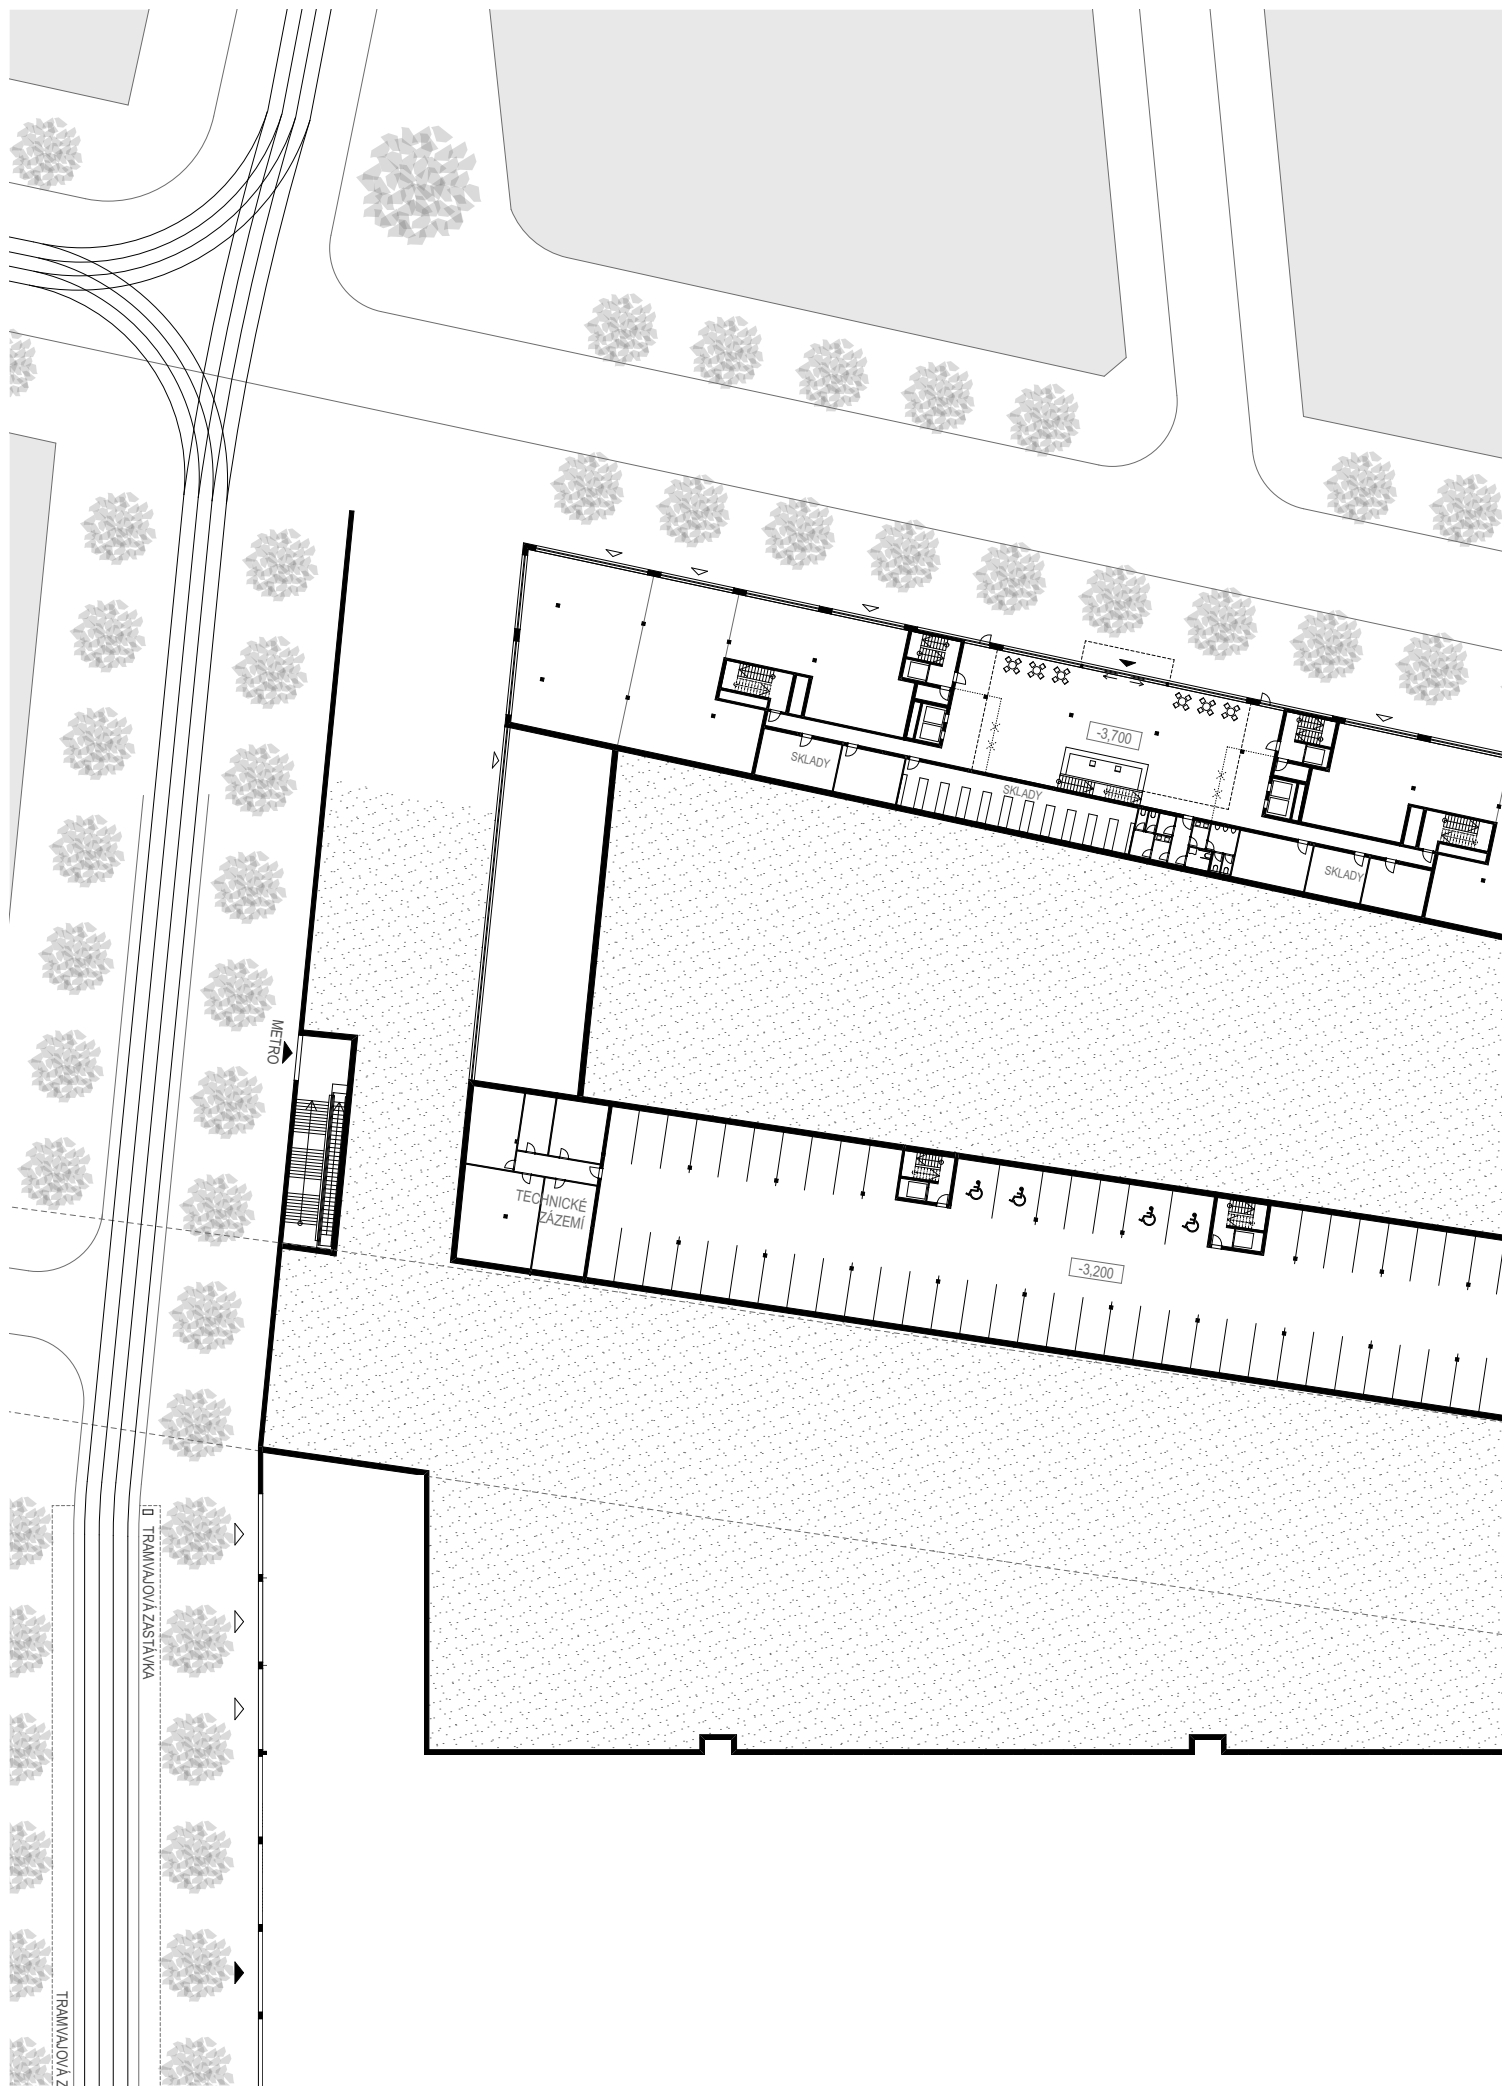 -3,700
SKLADY
SKLADY
SKLADY
METRO
TECHNICKÉ
ZÁZEMÍ
-3,200
TRAMVAJOVÁ ZASTÁVKA
TRAMVAJOVÁ Z